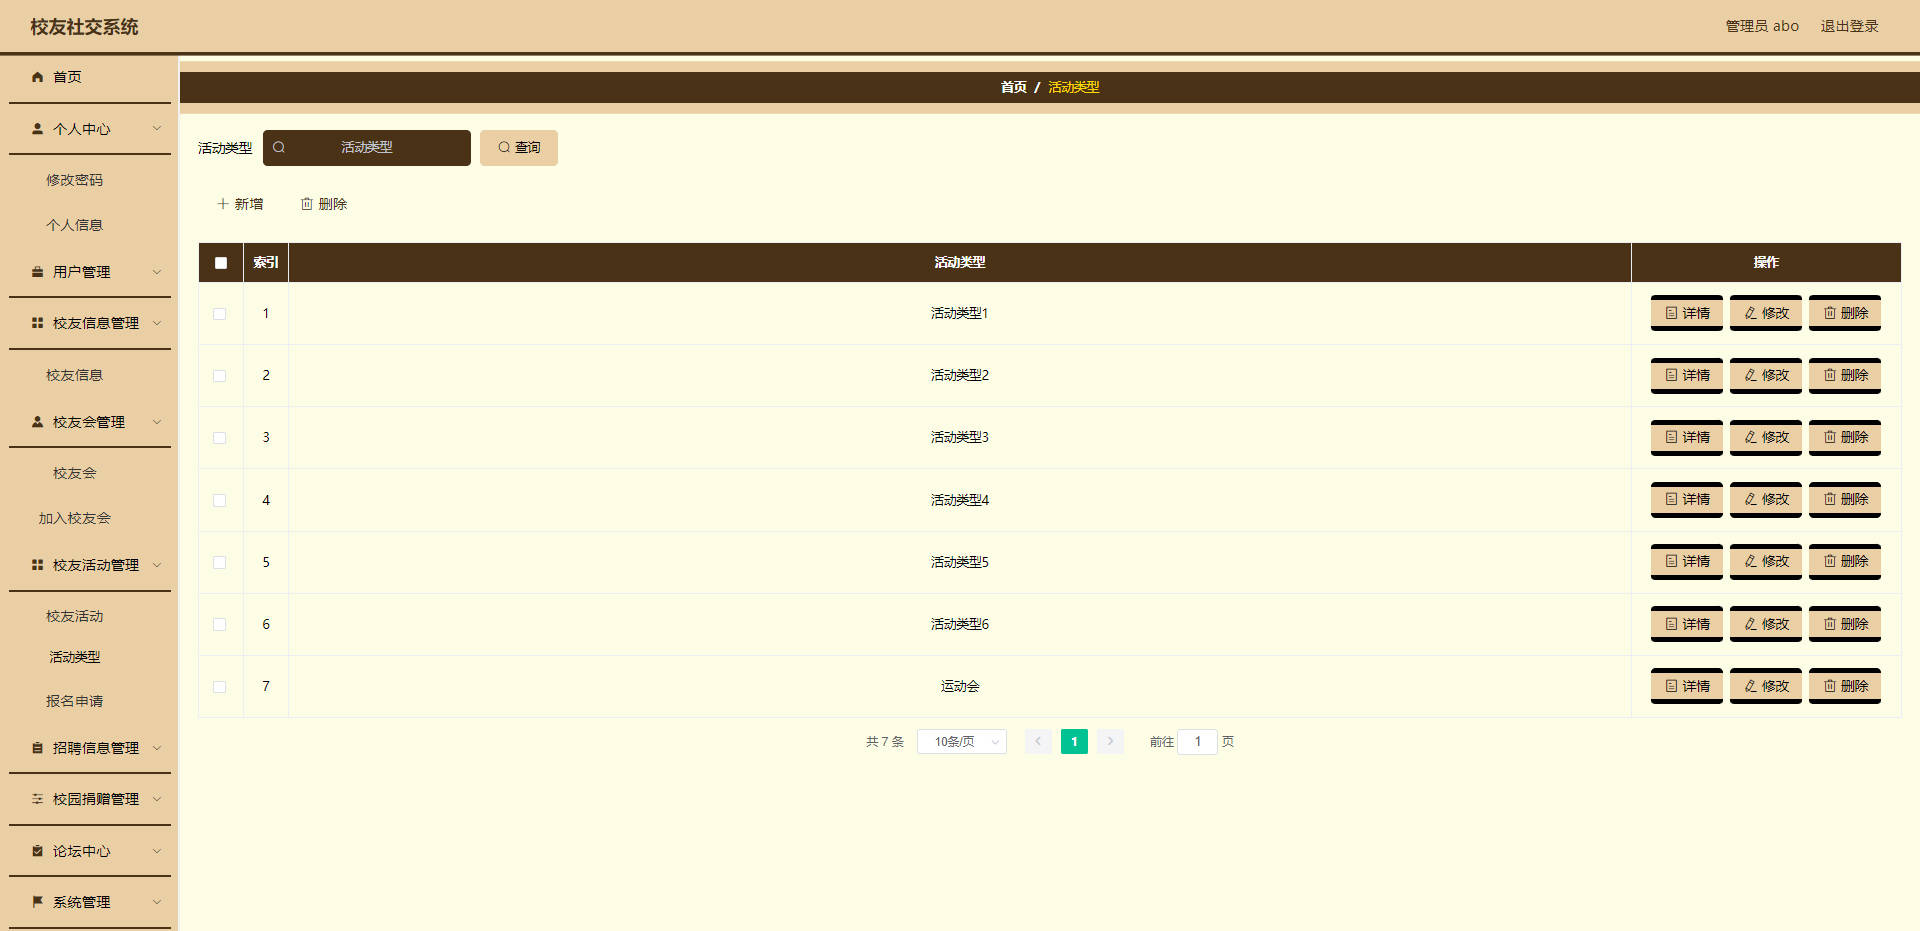 校友社交系统
管理员 abo 退出登录
首页
个人中心
修改密码
个人信息
用户管理
校友信息管理
校友信息
校友会管理
校友会
加入校友会
校友活动管理
校友活动
活动类型
报名申请
招聘信息管理
校园捐赠管理
论坛中心
系统管理
首页 / 活动类型
活动类型 活动类型 查询
新增 删除
索引 活动类型 操作
1 活动类型1 详情 修改 删除
2 活动类型2 详情 修改 删除
3 活动类型3 详情 修改 删除
4 活动类型4 详情 修改 删除
5 活动类型5 详情 修改 删除
6 活动类型6 详情 修改 删除
7 运动会 详情 修改 删除
共 7 条 10条/页 1 前往 1 页